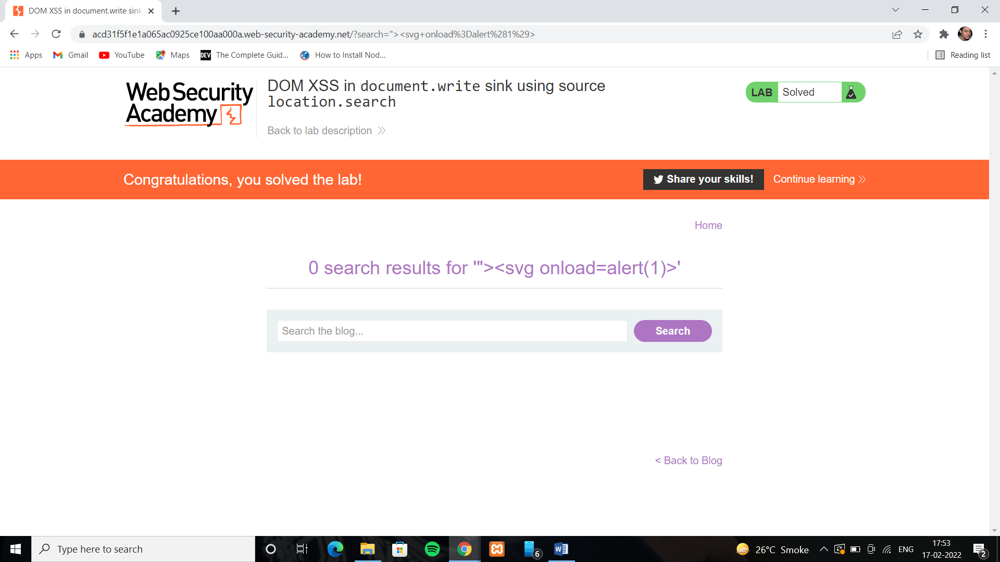 DOM XSS in document.write sink
acd31f5f1e1a065ac0925ce100aa000a.web-security-academy.net/?search="><svg+onload%3Dalert%281%29>
Apps Gmail YouTube Maps DEV The Complete Guid... How to Install Nod... Reading list
Web Security
Academy
DOM XSS in document.write sink using source
location.search
Back to lab description
LAB Solved
Congratulations, you solved the lab!
Share your skills! Continue learning
Home
0 search results for '"><svg onload=alert(1)>'
Search the blog... Search
< Back to Blog
Type here to search
6
26°C Smoke
ENG
17:53
17-02-2022
2